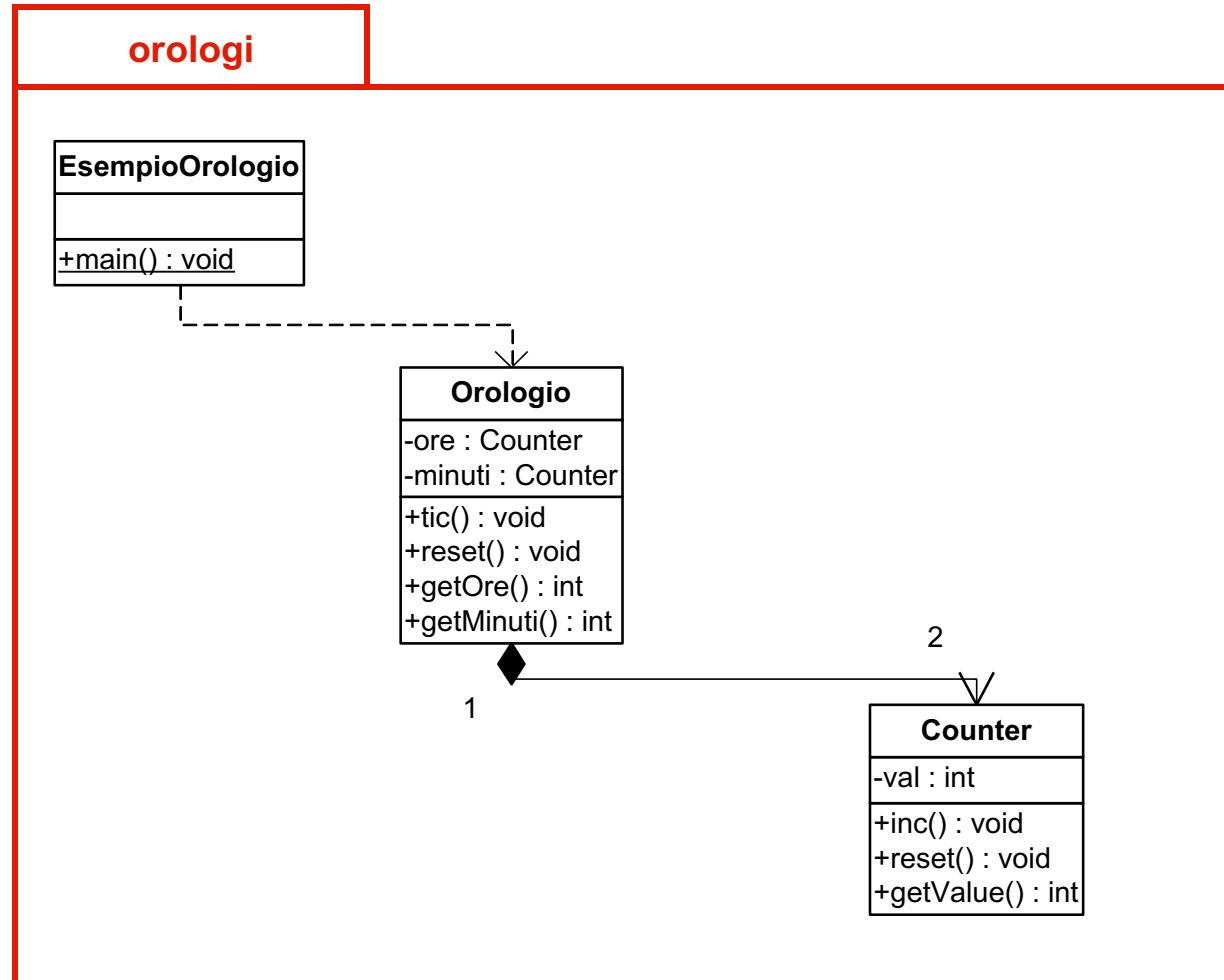 orologi
EsempioOrologio
+main() : void
Orologio
-ore : Counter
-minuti : Counter
+tic() : void
+reset() : void
+getOre() : int
+getMinuti() : int
1
2
Counter
-val : int
+inc() : void
+reset() : void
+getValue() : int